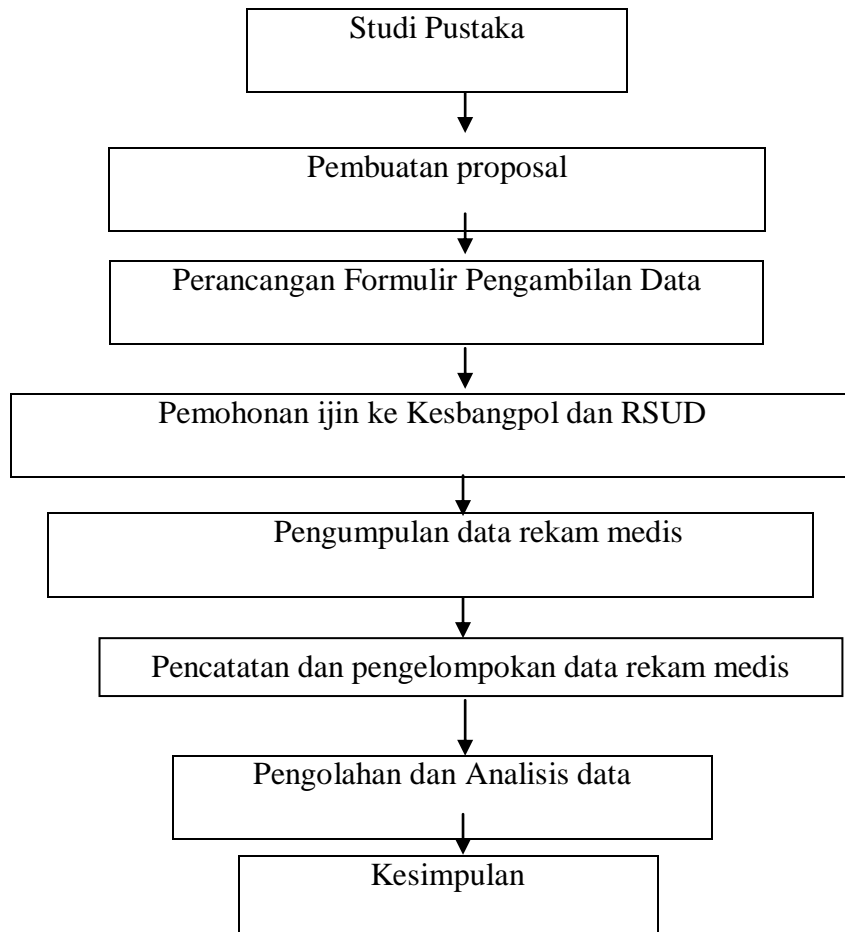 Studi Pustaka
Pembuatan proposal
Perancangan Formulir Pengambilan Data
Pemohonan ijin ke Kesbangpol dan RSUD
Pengumpulan data rekam medis
Pencatatan dan pengelompokan data rekam medis
Pengolahan dan Analisis data
Kesimpulan